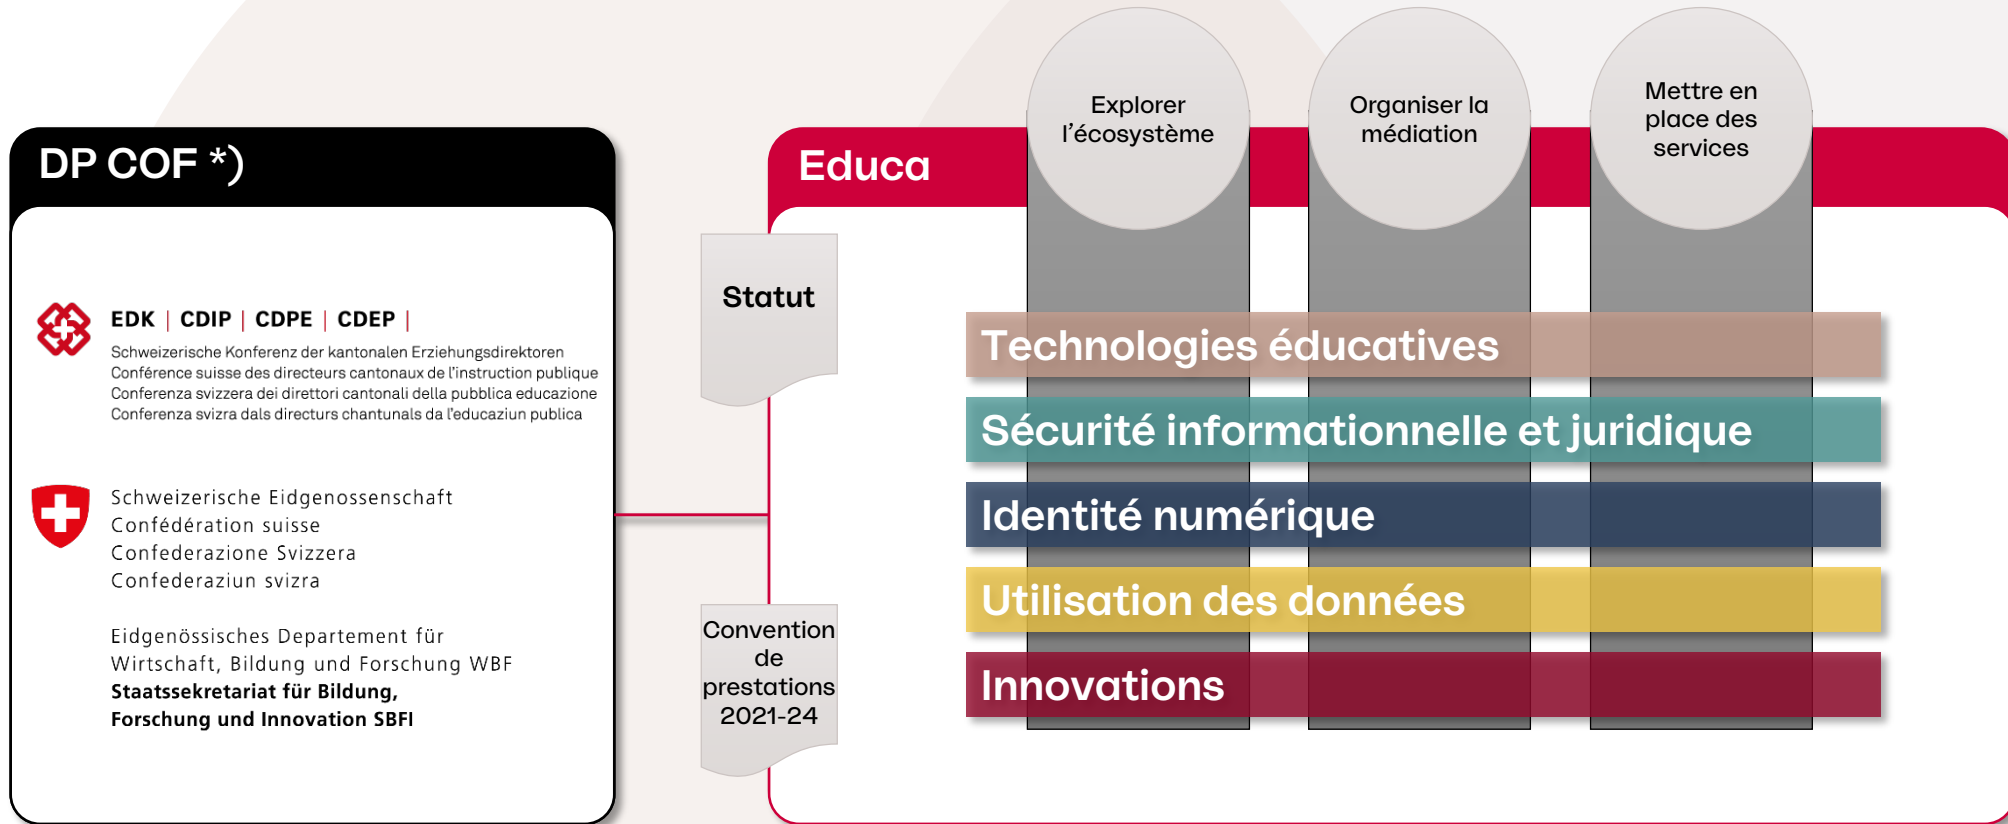 DP COF *)
EDK | CDIP | CDPE | CDEP |
Schweizerische Konferenz der kantonalen Erziehungsdirektoren
Conférence suisse des directeurs cantonaux de l'instruction publique
Conferenza svizzera dei direttori cantonali della pubblica educazione
Conferenza svizra dals directurs chantunals da l'educaziun publica
Schweizerische Eidgenossenschaft
Confédération suisse
Confederazione Svizzera
Confederaziun svizra
Eidgenössisches Departement für
Wirtschaft, Bildung und Forschung WBF
Staatssekretariat für Bildung,
Forschung und Innovation SBFI
Statut
Convention
de
prestations
2021-24
Educa
Explorer
l'écosystème
Organiser la
médiation
Mettre en
place des
services
Technologies éducatives
Sécurité informationnelle et juridique
Identité numérique
Utilisation des données
Innovations